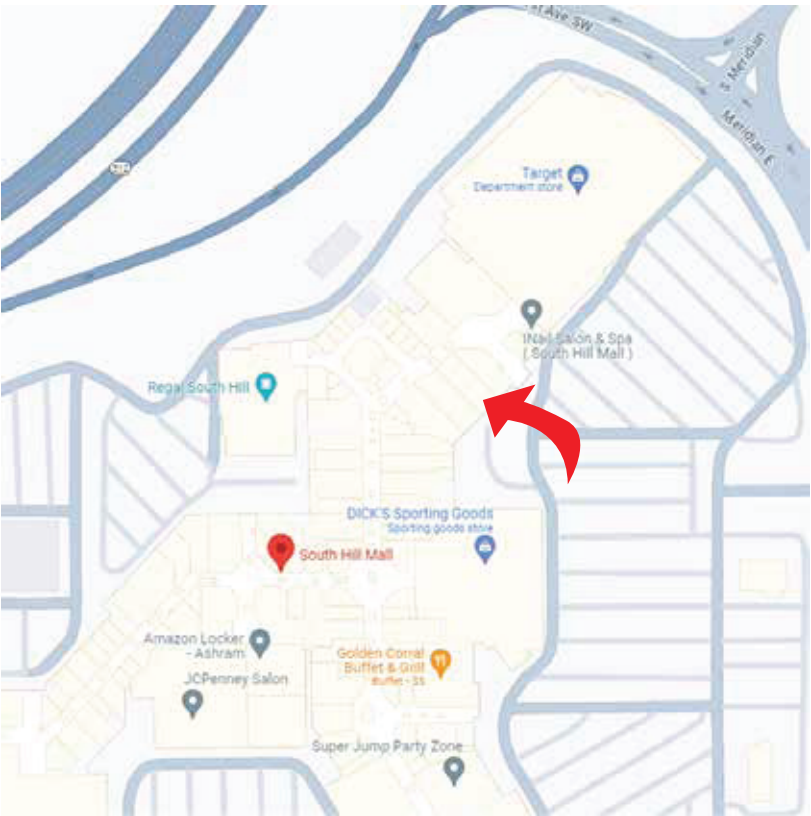 Ave SW
S Meridian
Meridian E
Target
Department store
INail Salon & Spa
( South Hill Mall )
Regal South Hill
DICK'S Sporting Goods
Sporting goods store
South Hill Mall
Amazon Locker
- Ashram
Golden Corral
Buffet & Grill
Buffet - $$
JCPenney Salon
Super Jump Party Zone